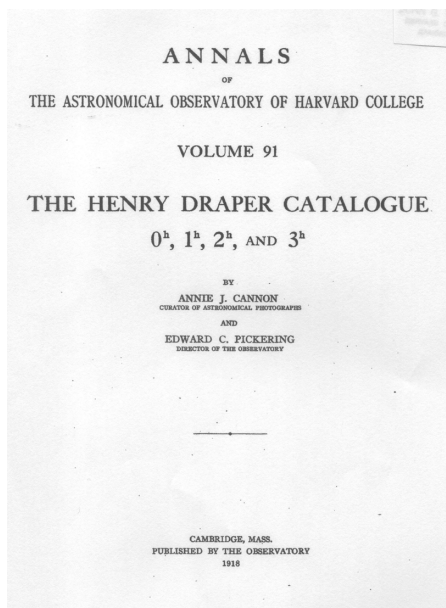 ANNALS
OF
THE ASTRONOMICAL OBSERVATORY OF HARVARD COLLEGE
VOLUME 91
THE HENRY DRAPER CATALOGUE
0ʰ, 1ʰ, 2ʰ, AND 3ʰ
BY
ANNIE J. CANNON
CURATOR OF ASTRONOMICAL PHOTOGRAPHS
AND
EDWARD C. PICKERING
DIRECTOR OF THE OBSERVATORY
CAMBRIDGE, MASS.
PUBLISHED BY THE OBSERVATORY
1918